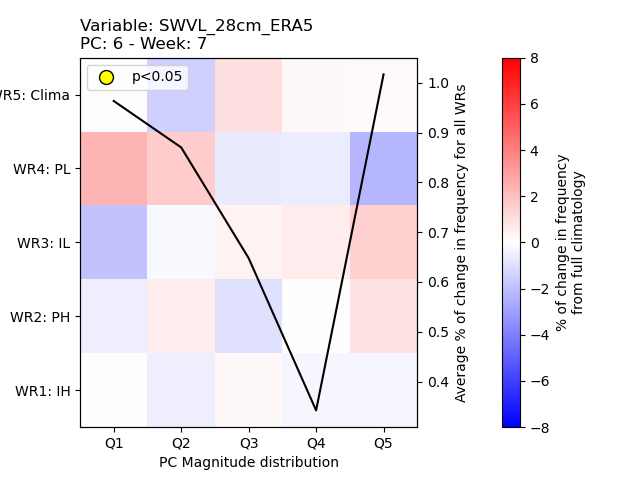 Variable: SWVL_28cm_ERA5
PC: 6 - Week: 7
p<0.05
WR5: Clima
WR4: PL
WR3: IL
WR2: PH
WR1: IH
Q1
Q2
Q3
Q4
Q5
PC Magnitude distribution
1.0
0.9
0.8
0.7
0.6
0.5
0.4
Average % of change in frequency for all WRs
8
6
4
2
0
−2
−4
−6
−8
% of change in frequency
from full climatology